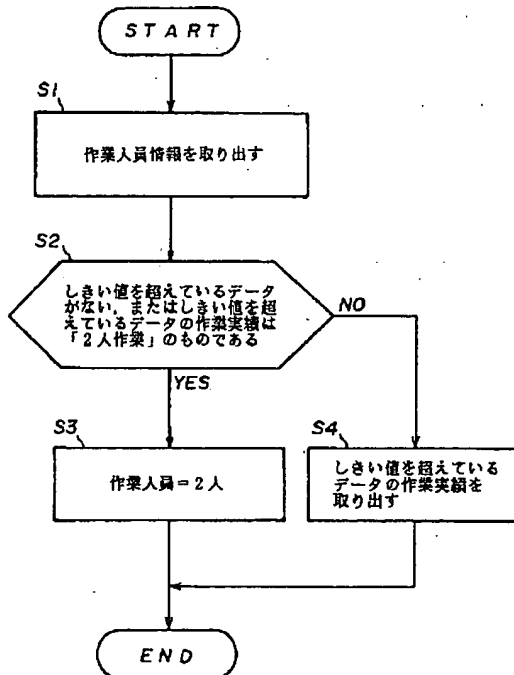 START
S1
作業人員情報を取り出す
S2
しきい値を超えているデータ
がない、またはしきい値を超
えているデータの作業実績は
「2人作業」のものである
NO
YES
S3
作業人員=2人
S4
しきい値を超えている
データの作業実績を
取り出す
END